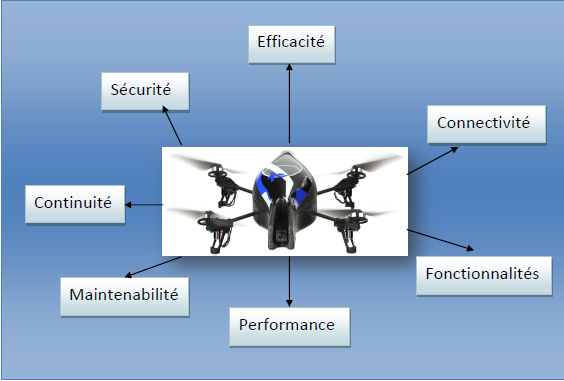 Efficacité
Sécurité
Connectivité
Continuité
Fonctionnalités
Maintenabilité
Performance